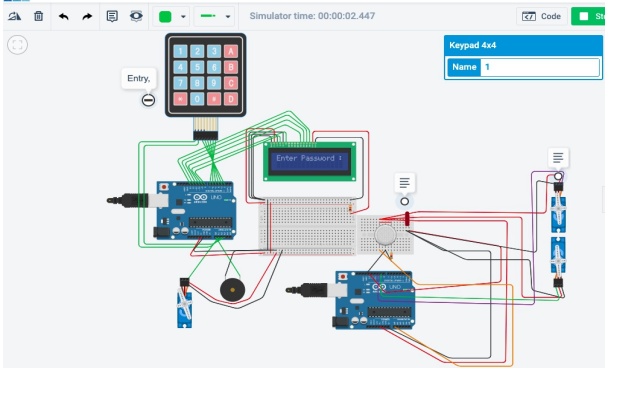 Simulator time: 00:00:02.447
Code
St
Keypad 4x4
Name 1
Entry,
1 2 3 A
4 5 6 B
7 8 9 C
* 0 # D
Enter Password :
UNO
UNO